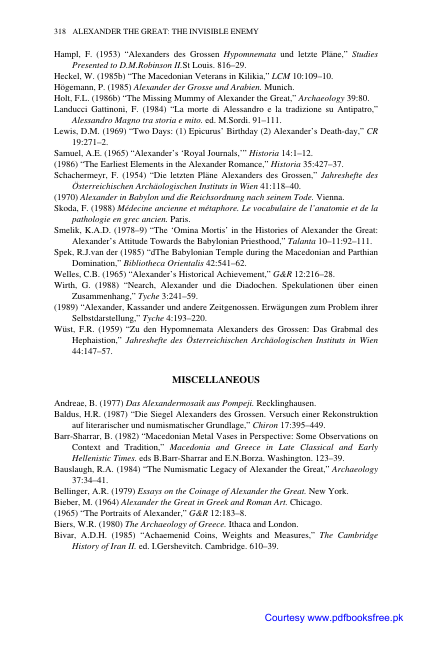 318 ALEXANDER THE GREAT: THE INVISIBLE ENEMY
Hampl, F. (1953) “Alexanders des Grossen Hypomnemata und letzte Pläne,” Studies
Presented to D.M.Robinson II.St Louis. 816–29.
Heckel, W. (1985b) “The Macedonian Veterans in Kilikia,” LCM 10:109–10.
Högemann, P. (1985) Alexander der Grosse und Arabien. Munich.
Holt, F.L. (1986b) “The Missing Mummy of Alexander the Great,” Archaeology 39:80.
Landucci Gattinoni, F. (1984) “La morte di Alessandro e la tradizione su Antipatro,”
Alessandro Magno tra storia e mito. ed. M.Sordi. 91–111.
Lewis, D.M. (1969) “Two Days: (1) Epicurus’ Birthday (2) Alexander’s Death-day,” CR
19:271–2.
Samuel, A.E. (1965) “Alexander’s ‘Royal Journals,’” Historia 14:1–12.
(1986) “The Earliest Elements in the Alexander Romance,” Historia 35:427–37.
Schachermeyr, F. (1954) “Die letzten Pläne Alexanders des Grossen,” Jahreshefte des
Österreichischen Archäologischen Instituts in Wien 41:118–40.
(1970) Alexander in Babylon und die Reichsordnung nach seinem Tode. Vienna.
Skoda, F. (1988) Médecine ancienne et métaphore. Le vocabulaire de l’anatomie et de la
pathologie en grec ancien. Paris.
Smelik, K.A.D. (1978–9) “The ‘Omina Mortis’ in the Histories of Alexander the Great:
Alexander’s Attitude Towards the Babylonian Priesthood,” Talanta 10–11:92–111.
Spek, R.J.van der (1985) “dThe Babylonian Temple during the Macedonian and Parthian
Domination,” Bibliotheca Orientalis 42:541–62.
Welles, C.B. (1965) “Alexander’s Historical Achievement,” G&R 12:216–28.
Wirth, G. (1988) “Nearch, Alexander und die Diadochen. Spekulationen über einen
Zusammenhang,” Tyche 3:241–59.
(1989) “Alexander, Kassander und andere Zeitgenossen. Erwägungen zum Problem ihrer
Selbstdarstellung,” Tyche 4:193–220.
Wüst, F.R. (1959) “Zu den Hypomnemata Alexanders des Grossen: Das Grabmal des
Hephaistion,” Jahreshefte des Österreichischen Archäologischen Instituts in Wien
44:147–57.
MISCELLANEOUS
Andreae, B. (1977) Das Alexandermosaik aus Pompeji. Recklinghausen.
Baldus, H.R. (1987) “Die Siegel Alexanders des Grossen. Versuch einer Rekonstruktion
auf literarischer und numismatischer Grundlage,” Chiron 17:395–449.
Barr-Sharrar, B. (1982) “Macedonian Metal Vases in Perspective: Some Observations on
Context and Tradition,” Macedonia and Greece in Late Classical and Early
Hellenistic Times. eds B.Barr-Sharrar and E.N.Borza. Washington. 123–39.
Bauslaugh, R.A. (1984) “The Numismatic Legacy of Alexander the Great,” Archaeology
37:34–41.
Bellinger, A.R. (1979) Essays on the Coinage of Alexander the Great. New York.
Bieber, M. (1964) Alexander the Great in Greek and Roman Art. Chicago.
(1965) “The Portraits of Alexander,” G&R 12:183–8.
Biers, W.R. (1980) The Archaeology of Greece. Ithaca and London.
Bivar, A.D.H. (1985) “Achaemenid Coins, Weights and Measures,” The Cambridge
History of Iran II. ed. I.Gershevitch. Cambridge. 610–39.
Courtesy www.pdfbooksfree.pk